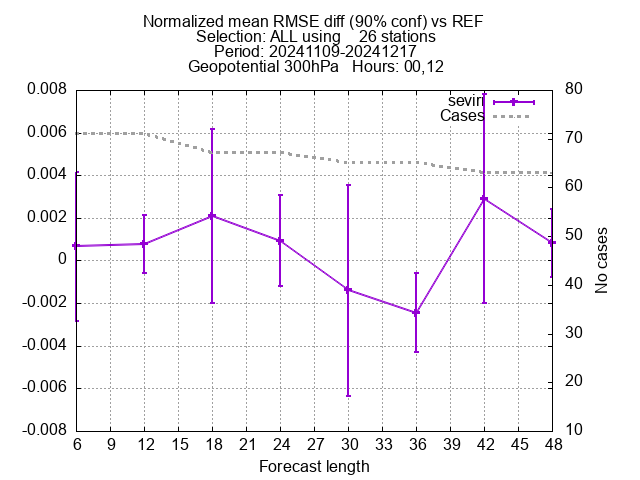 Normalized mean RMSE diff (90% conf) vs REF
Selection: ALL using    26 stations
Period: 20241109-20241217
Geopotential 300hPa   Hours: 00,12
seviri
Cases
0.008
0.006
0.004
0.002
0
-0.002
-0.004
-0.006
-0.008
80
70
60
50
40
30
20
10
No cases
6 9 12 15 18 21 24 27 30 33 36 39 42 45 48
Forecast length